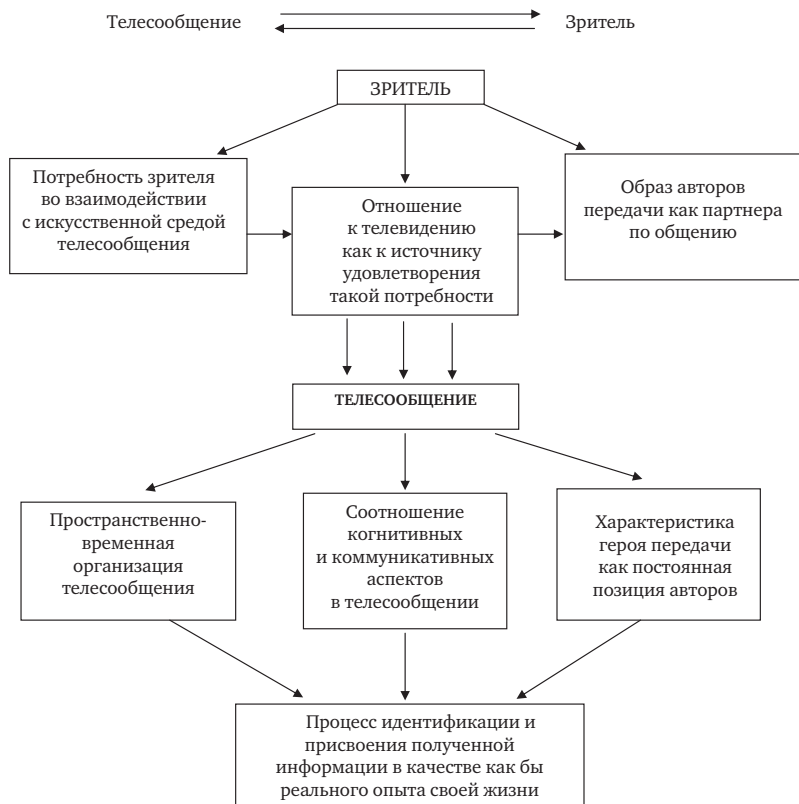 Телесообщение
Зритель
ЗРИТЕЛЬ
Потребность зрителя
во взаимодействии
с искусственной средой
телесообщения
Отношение
к телевидению
как к источнику
удовлетворения
такой потребности
Образ авторов
передачи как партнера
по общению
ТЕЛЕСООБЩЕНИЕ
Пространственно-
временная
организация
телесообщения
Соотношение
когнитивных
и коммуникативных
аспектов
в телесообщении
Характеристика
героя передачи
как постоянная
позиция авторов
Процесс идентификации и
присвоения полученной
информации в качестве как бы
реального опыта своей жизни